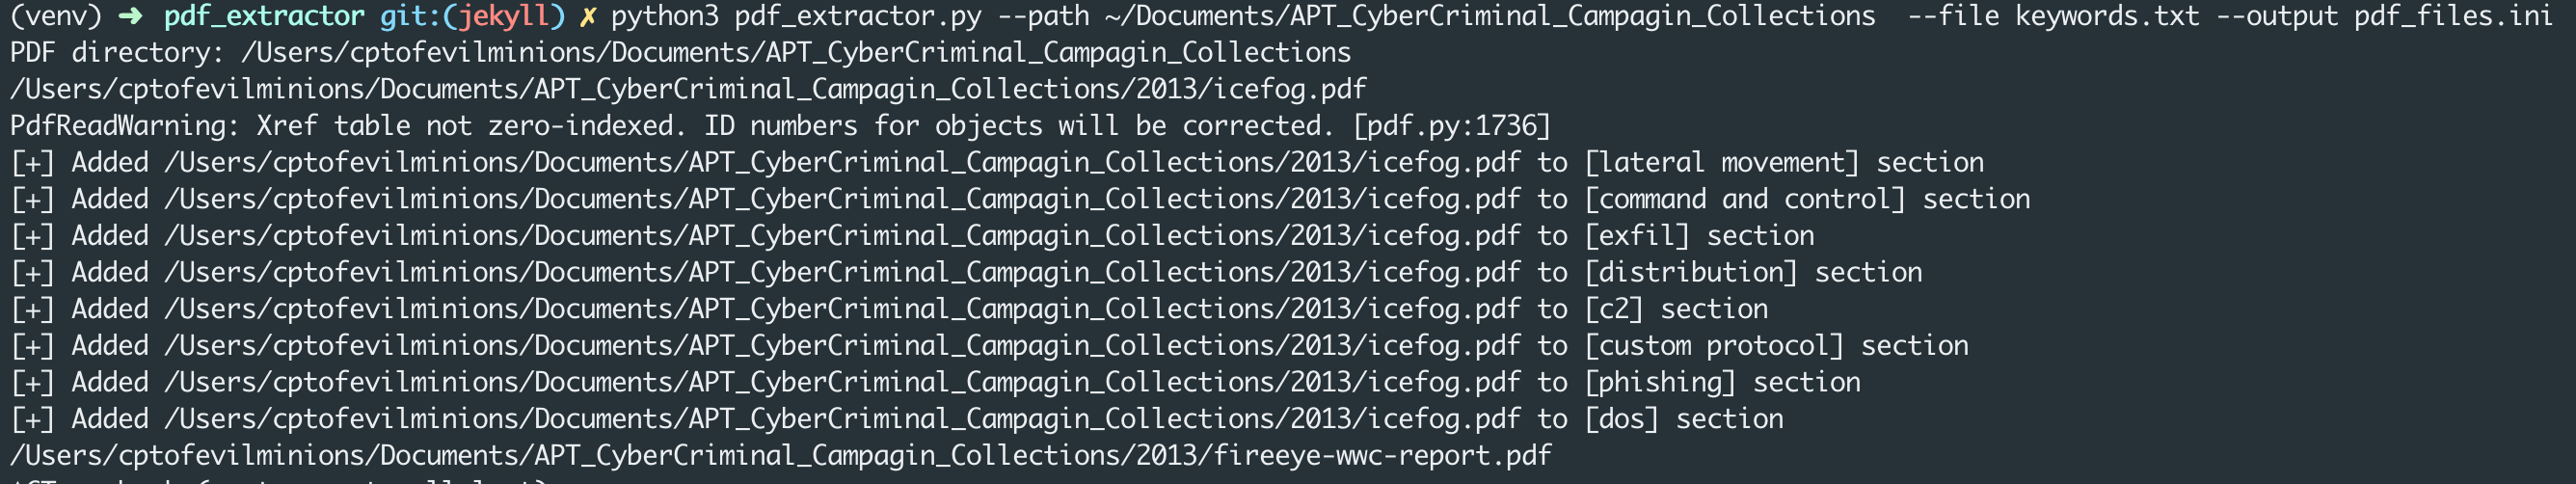 (venv) ➜ pdf_extractor git:(jekyll) ✗ python3 pdf_extractor.py --path ~/Documents/APT_CyberCriminal_Campagin_Collections --file keywords.txt --output pdf_files.ini
PDF directory: /Users/cptofevilminions/Documents/APT_CyberCriminal_Campagin_Collections
/Users/cptofevilminions/Documents/APT_CyberCriminal_Campagin_Collections/2013/icefog.pdf
PdfReadWarning: Xref table not zero-indexed. ID numbers for objects will be corrected. [pdf.py:1736]
[+] Added /Users/cptofevilminions/Documents/APT_CyberCriminal_Campagin_Collections/2013/icefog.pdf to [lateral movement] section
[+] Added /Users/cptofevilminions/Documents/APT_CyberCriminal_Campagin_Collections/2013/icefog.pdf to [command and control] section
[+] Added /Users/cptofevilminions/Documents/APT_CyberCriminal_Campagin_Collections/2013/icefog.pdf to [exfil] section
[+] Added /Users/cptofevilminions/Documents/APT_CyberCriminal_Campagin_Collections/2013/icefog.pdf to [distribution] section
[+] Added /Users/cptofevilminions/Documents/APT_CyberCriminal_Campagin_Collections/2013/icefog.pdf to [c2] section
[+] Added /Users/cptofevilminions/Documents/APT_CyberCriminal_Campagin_Collections/2013/icefog.pdf to [custom protocol] section
[+] Added /Users/cptofevilminions/Documents/APT_CyberCriminal_Campagin_Collections/2013/icefog.pdf to [phishing] section
[+] Added /Users/cptofevilminions/Documents/APT_CyberCriminal_Campagin_Collections/2013/icefog.pdf to [dos] section
/Users/cptofevilminions/Documents/APT_CyberCriminal_Campagin_Collections/2013/fireeye-wwc-report.pdf